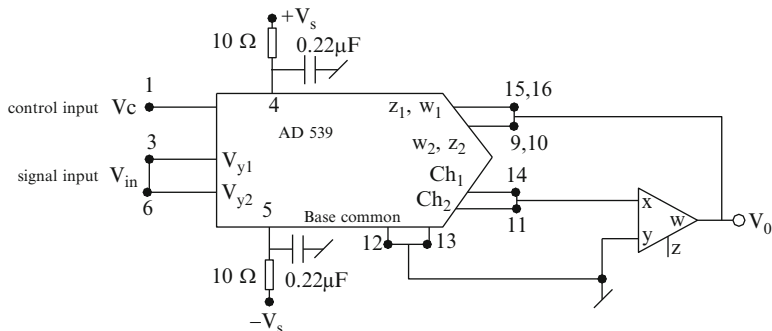 +Vs
10 Ω
0.22μF
1
control input
Vc
4
z1, w1
15,16
AD 539
3
w2, z2
9,10
signal input
Vin
Vy1
Vy2
6
Ch1
Ch2
14
11
5
Base common
12
13
x
y
w
z
V0
10 Ω
0.22μF
−Vs